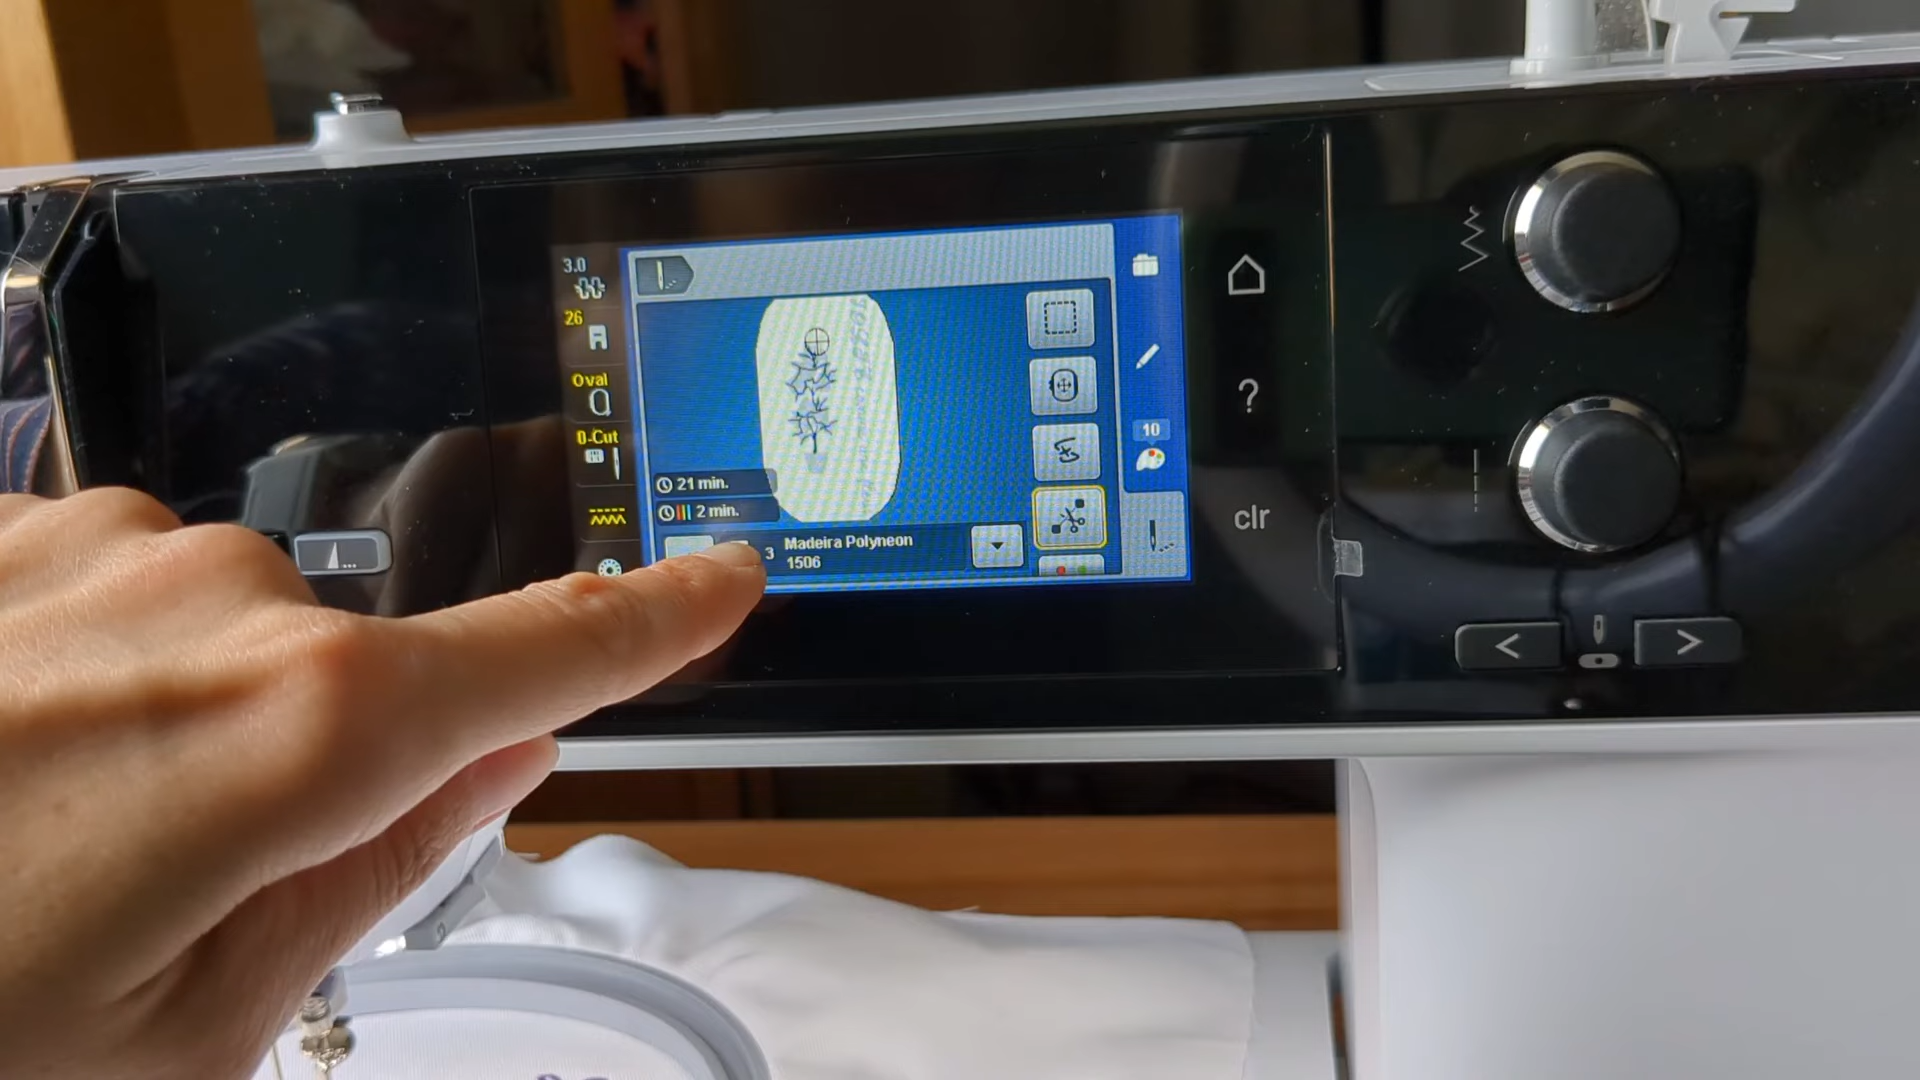 3.0
26
Oval
0-Cut
21 min.
2 min.
3 Madeira Polyneon
1506
10
?
clr
< >